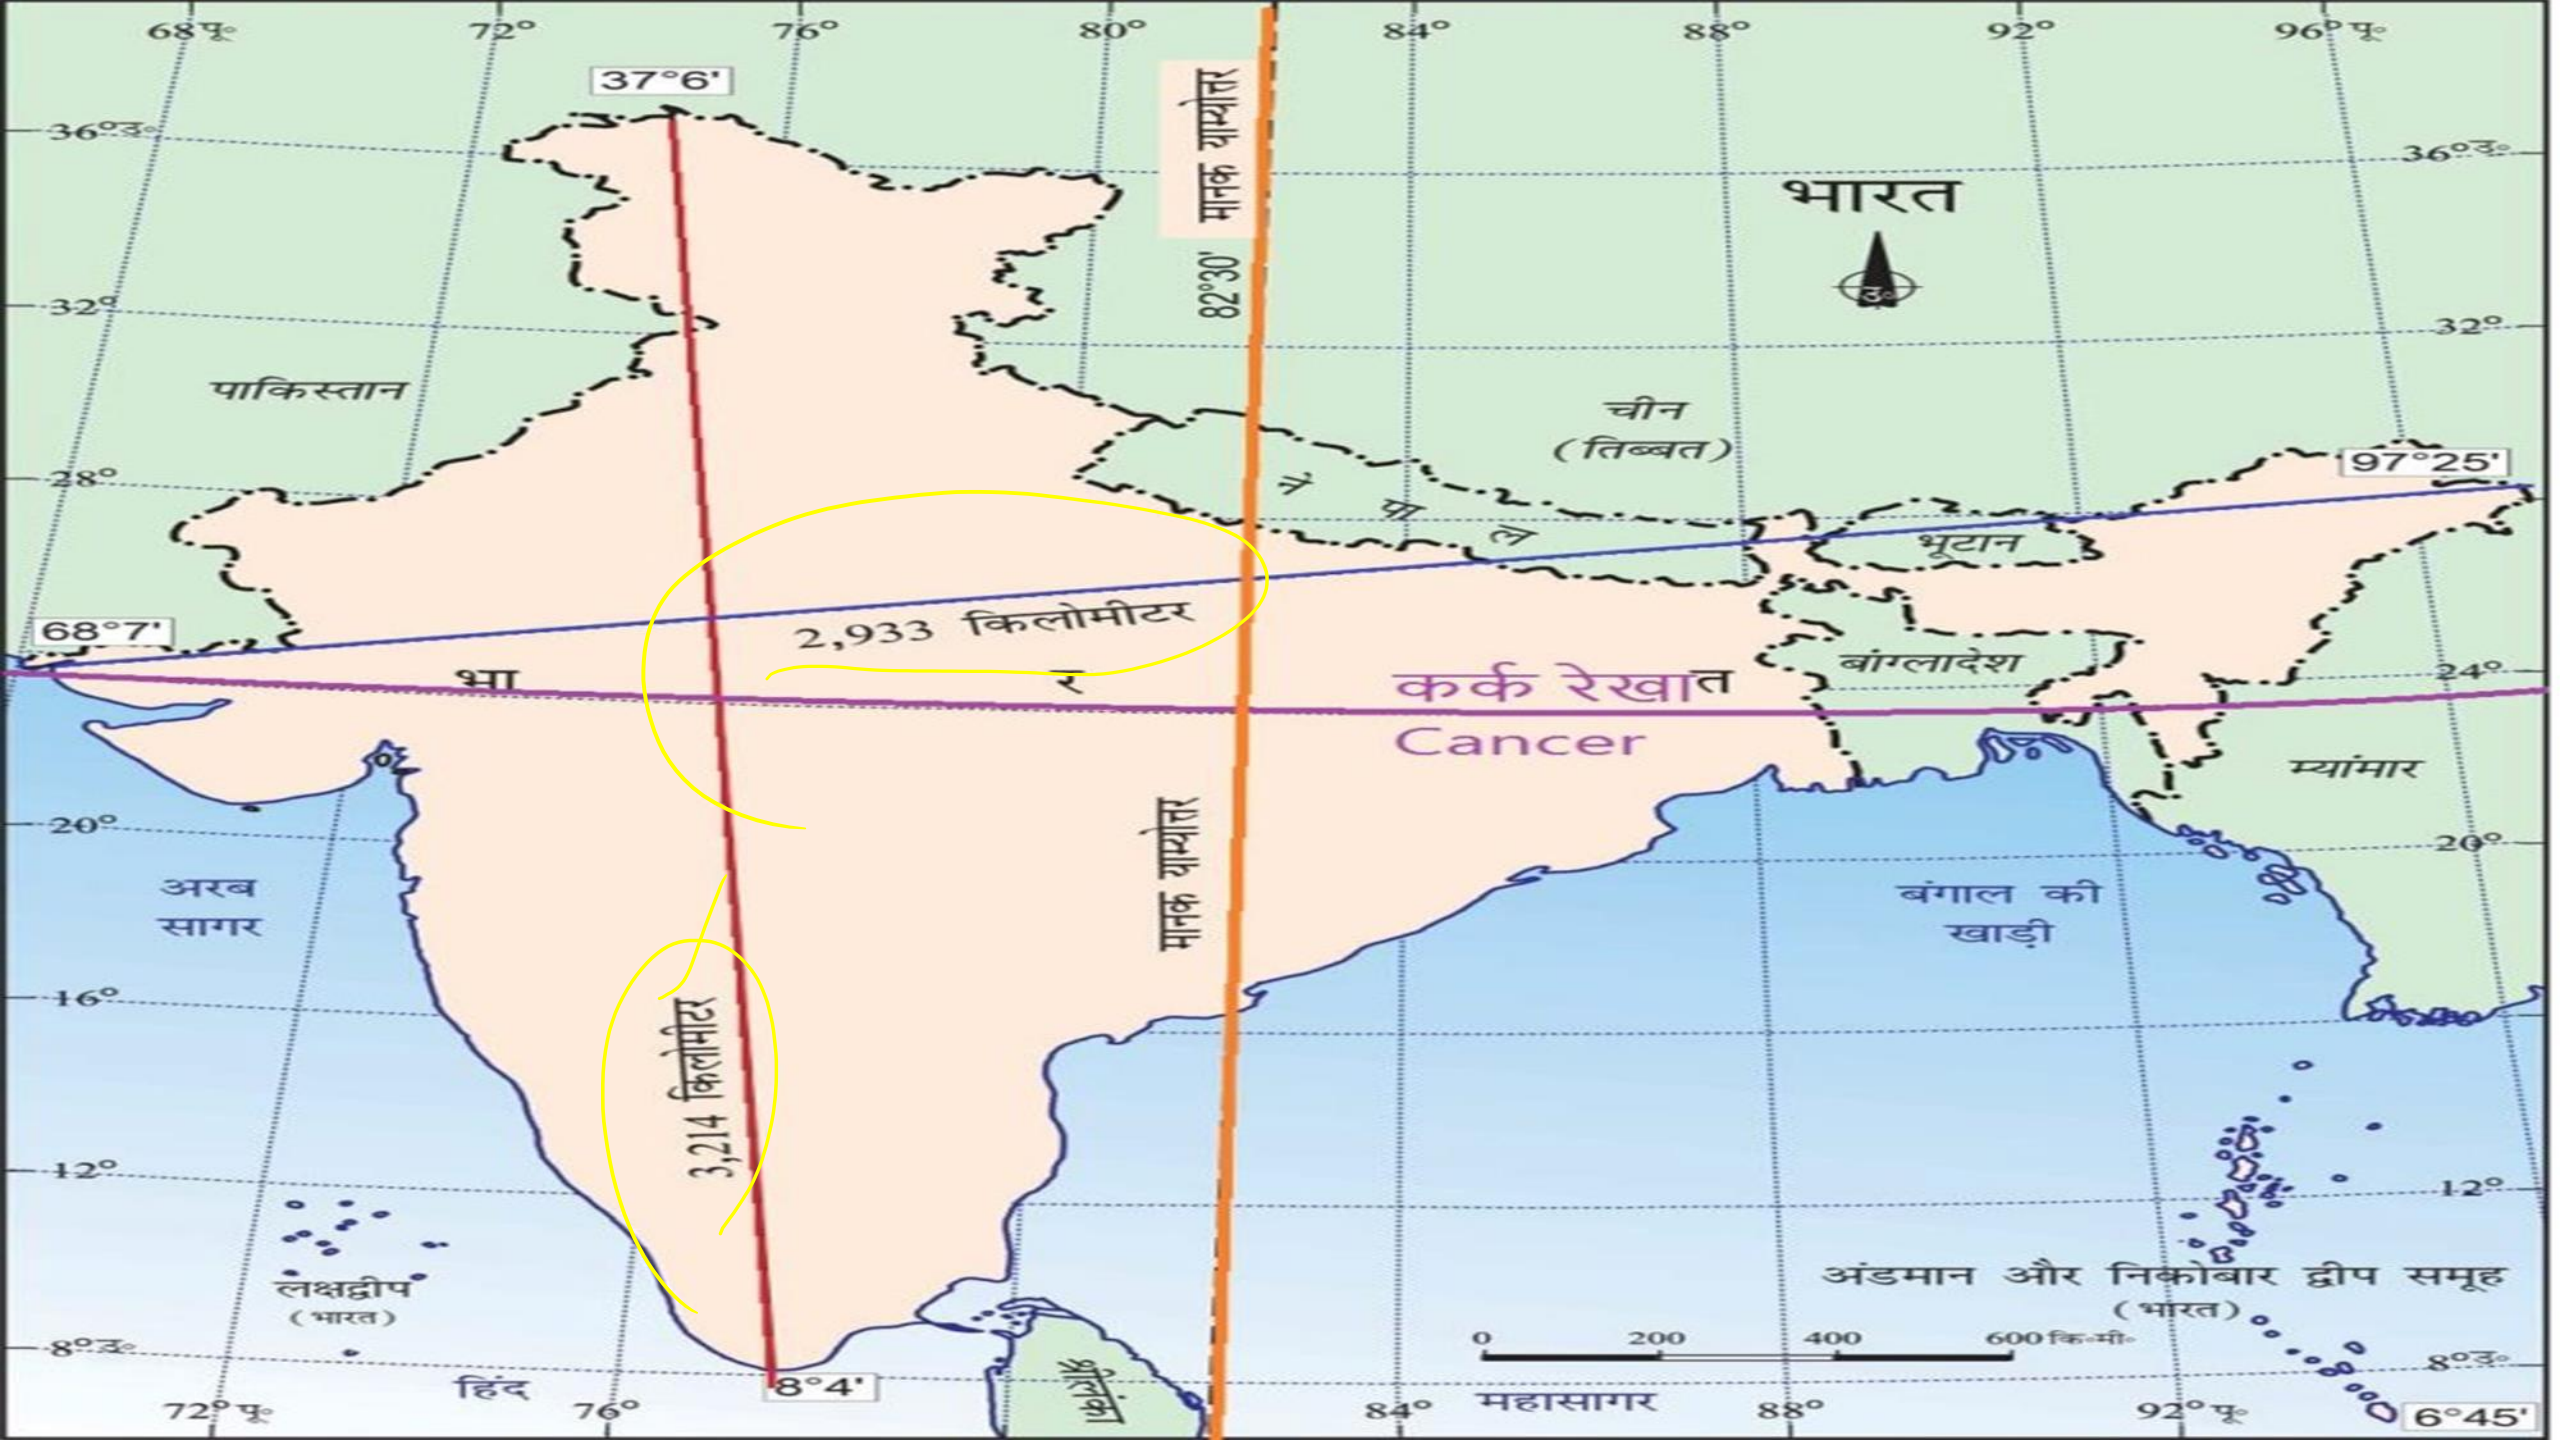 68°पू॰ 72° 76° 80° 84° 88° 92° 96°पू॰
37°6'
मानक याम्योत्तर
82°30'
36°उ॰ 36°उ॰
भारत
उ॰
32° 32°
पाकिस्तान
चीन
(तिब्बत)
28°
97°25'
ने पा ल
भूटान
68°7'
2,933 किलोमीटर
भा र त
कर्क रेखा
Cancer
बांग्लादेश
24°
म्यांमार
20° 20°
मानक याम्योत्तर
अरब
सागर
बंगाल की
खाड़ी
16°
3,214 किलोमीटर
12° 12°
लक्षद्वीप
(भारत)
अंडमान और निकोबार द्वीप समूह
(भारत)
0 200 400 600 कि॰मी॰
8°उ॰ 8°उ॰
हिंद
8°4'
श्रीलंका
महासागर
72°पू॰ 76° 84° 88° 92°पू॰
6°45'